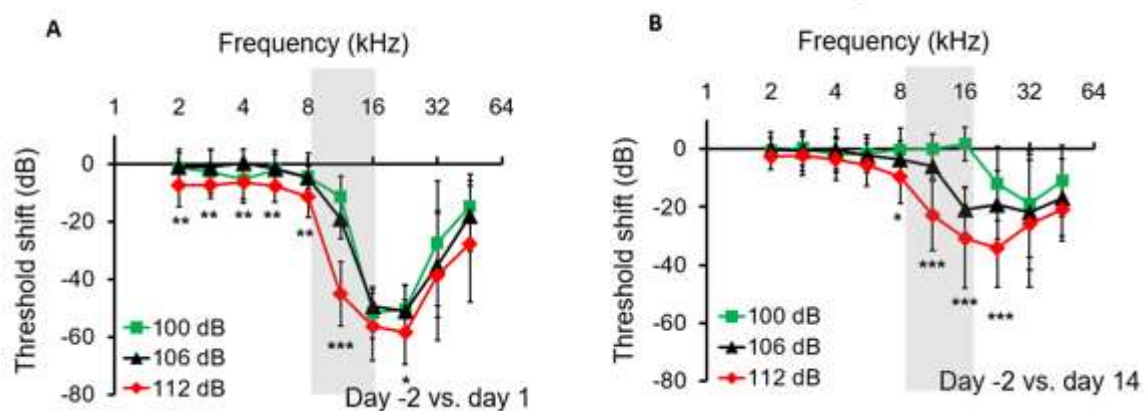 A
Frequency (kHz)
1 2 4 8 16 32 64
0
-20
-40
-60
-80
Threshold shift (dB)
** ** ** ** ** *** *
100 dB
106 dB
112 dB
Day -2 vs. day 1
B
Frequency (kHz)
1 2 4 8 16 32 64
0
-20
-40
-60
-80
Threshold shift (dB)
* *** *** ***
100 dB
106 dB
112 dB
Day -2 vs. day 14